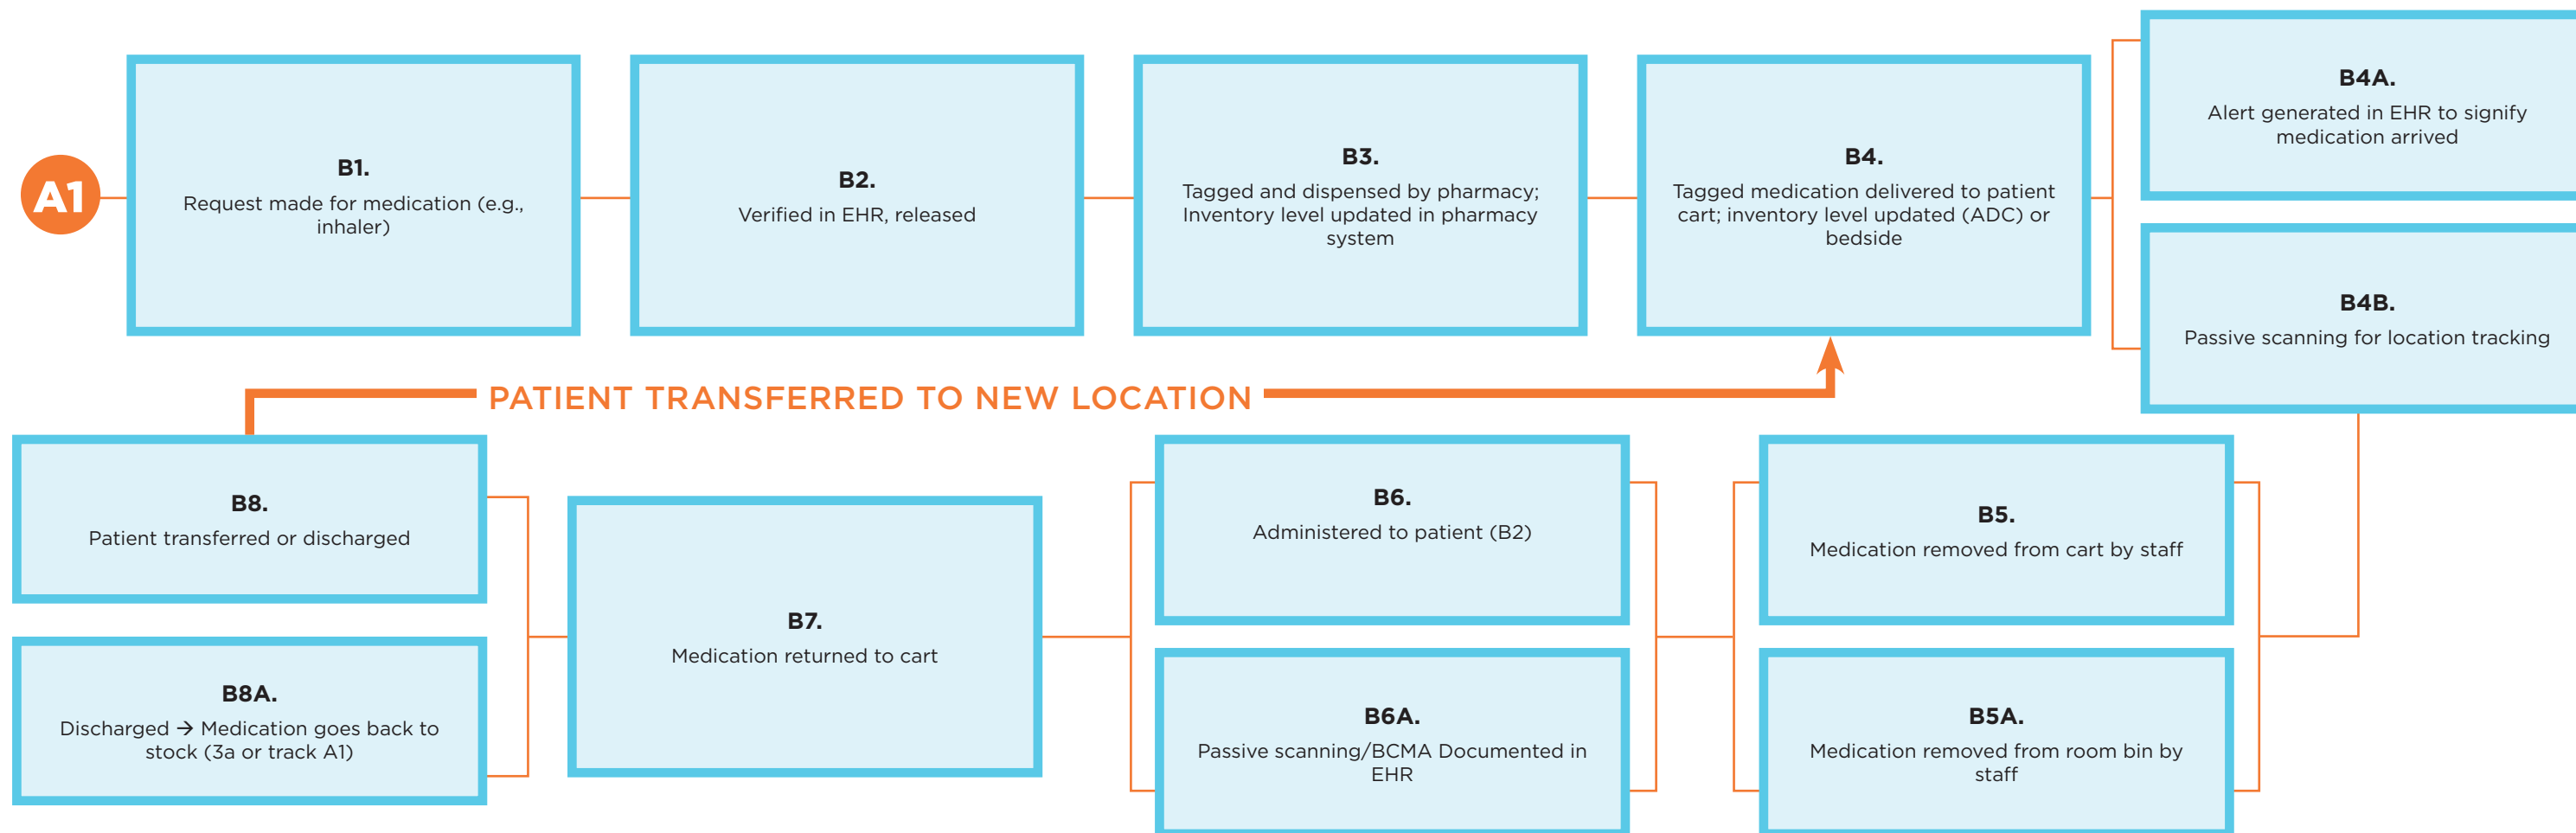 A1
B1.
Request made for medication (e.g.,
inhaler)
B2.
Verified in EHR, released
B3.
Tagged and dispensed by pharmacy;
Inventory level updated in pharmacy
system
B4.
Tagged medication delivered to patient
cart; inventory level updated (ADC) or
bedside
B4A.
Alert generated in EHR to signify
medication arrived
B4B.
Passive scanning for location tracking
PATIENT TRANSFERRED TO NEW LOCATION
B8.
Patient transferred or discharged
B8A.
Discharged → Medication goes back to
stock (3a or track A1)
B7.
Medication returned to cart
B6.
Administered to patient (B2)
B6A.
Passive scanning/BCMA Documented in
EHR
B5.
Medication removed from cart by staff
B5A.
Medication removed from room bin by
staff